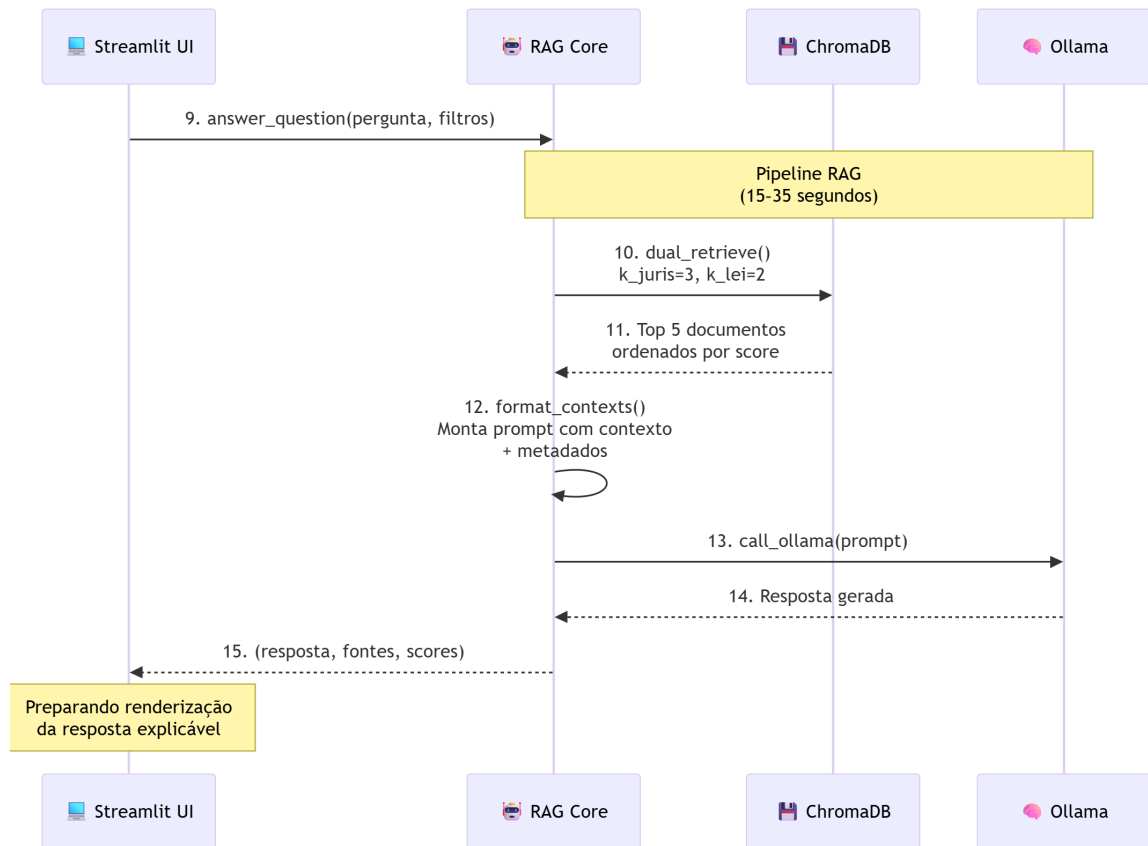 💻 Streamlit UI
🤖 RAG Core
💾 ChromaDB
🧠 Ollama
9. answer_question(pergunta, filtros)
Pipeline RAG
(15–35 segundos)
10. dual_retrieve()
k_juris=3, k_lei=2
11. Top 5 documentos
ordenados por score
12. format_contexts()
Monta prompt com contexto
+ metadados
13. call_ollama(prompt)
14. Resposta gerada
15. (resposta, fontes, scores)
Preparando renderização
da resposta explicável
💻 Streamlit UI
🤖 RAG Core
💾 ChromaDB
🧠 Ollama